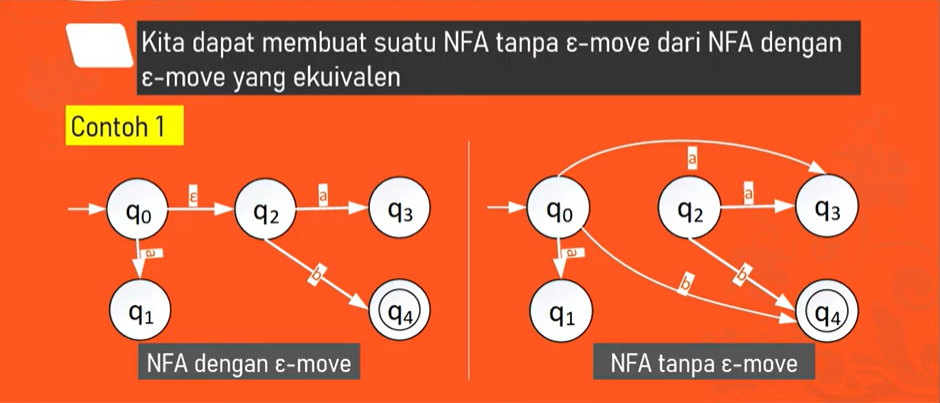 Kita dapat membuat suatu NFA tanpa ε-move dari NFA dengan
ε-move yang ekuivalen
Contoh 1
q0 ε q2 a q3
a
b
q1 q4
NFA dengan ε-move
a
q0 q2 a q3
a
b b
q1 q4
NFA tanpa ε-move